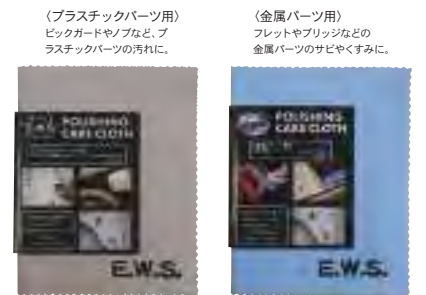 〈プラスチックパーツ用〉
ピックガードやノブなど、プ
ラスチックパーツの汚れに。
〈金属パーツ用〉
フレットやブリッジなどの
金属パーツのサビやくすみに。
POLISHING
CARE CLOTH
E.W.S.
POLISHING
CARE CLOTH
E.W.S.